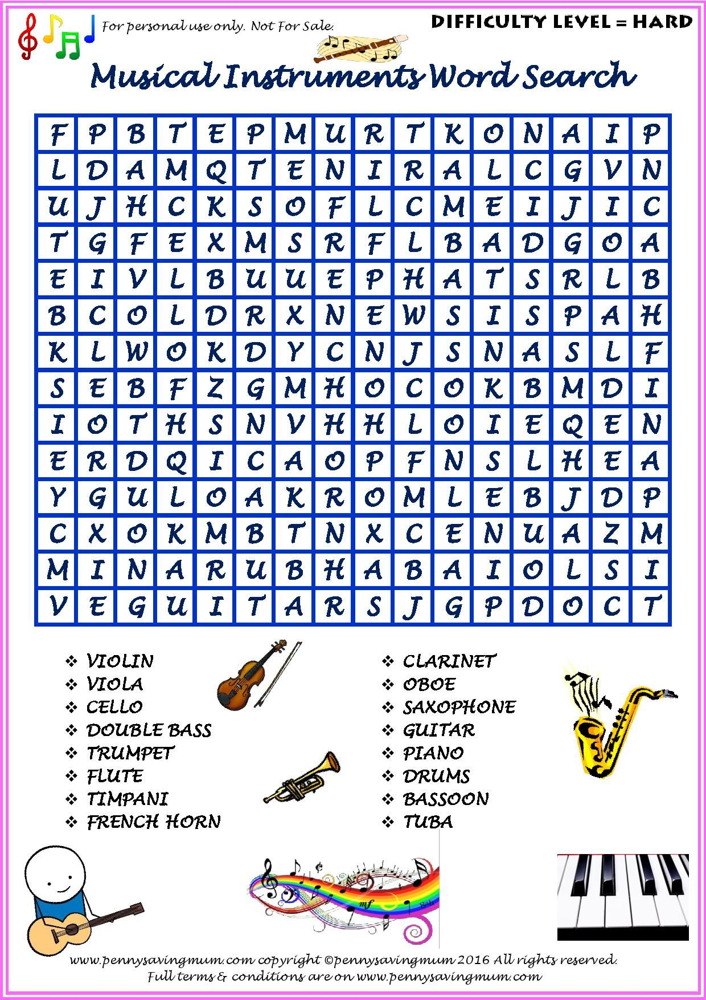 For personal use only. Not For Sale.
DIFFICULTY LEVEL = HARD
Musical Instruments Word Search
F P B T E P M U R T K O N A I P
L D A M Q T E N I R A L C G V N
U J H C K S O F L C M E I J I C
T G F E X M S R F L B A D G O A
E I V L B U U E P H A T S R L B
B C O L D R X N E W S I S P A H
K L W O K D Y C N J S N A S L F
S E B F Z G M H O C O K B M D I
I O T H S N V H H L O I E Q E N
E R D Q I C A O P F N S L H E A
Y G U L O A K R O M L E B J D P
C X O K M B T N X C E N U A Z M
M I N A R U B H A B A I O L S I
V E G U I T A R S J G P D O C T
❖ VIOLIN
❖ VIOLA
❖ CELLO
❖ DOUBLE BASS
❖ TRUMPET
❖ FLUTE
❖ TIMPANI
❖ FRENCH HORN
❖ CLARINET
❖ OBOE
❖ SAXOPHONE
❖ GUITAR
❖ PIANO
❖ DRUMS
❖ BASSOON
❖ TUBA
mf
www.pennysavingmum.com copyright ©pennysavingmum 2016 All rights reserved.
Full terms & conditions are on www.pennysavingmum.com